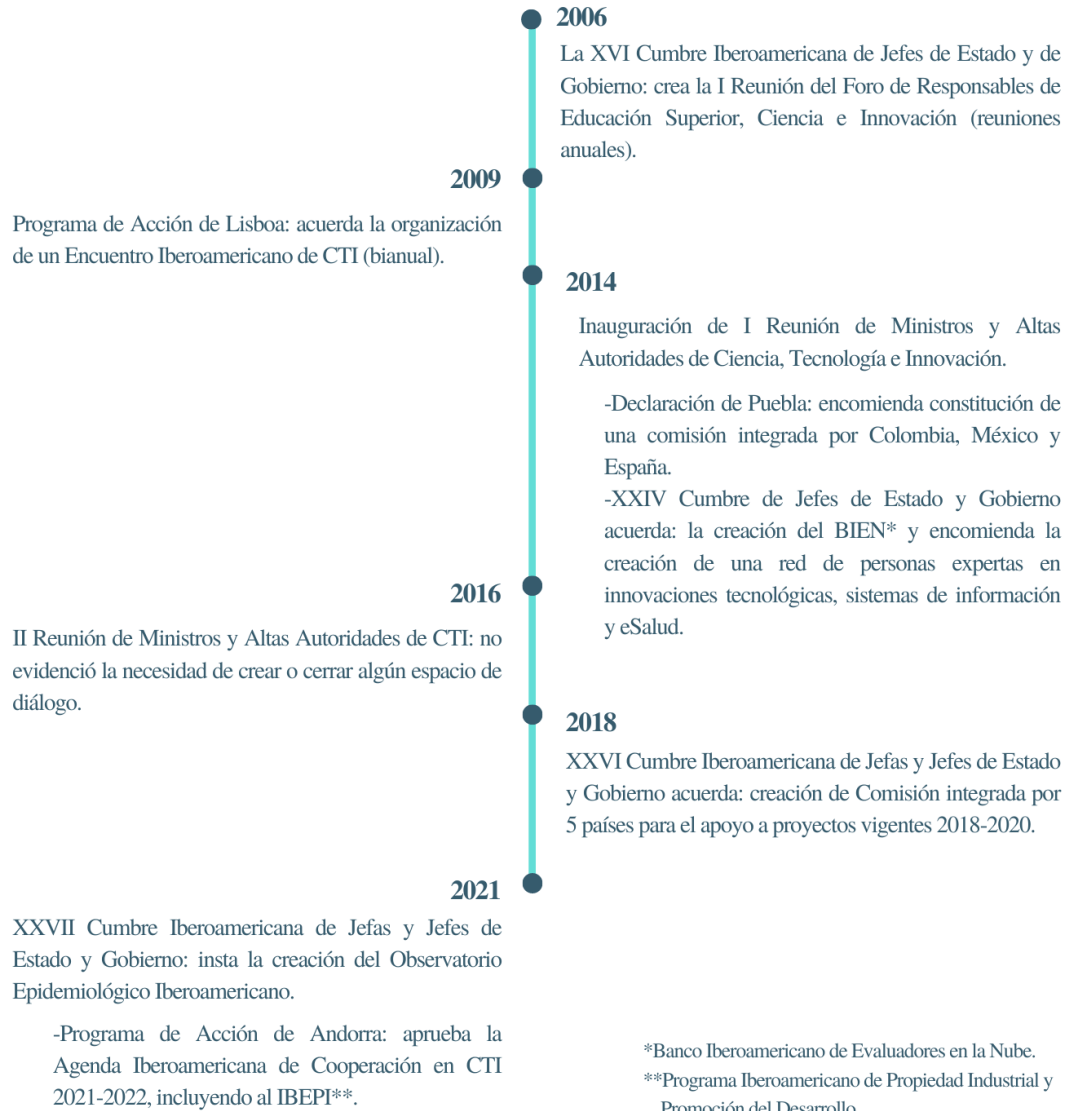 2006
La XVI Cumbre Iberoamericana de Jefes de Estado y de
Gobierno: crea la I Reunión del Foro de Responsables de
Educación Superior, Ciencia e Innovación (reuniones
anuales).
2009
Programa de Acción de Lisboa: acuerda la organización
de un Encuentro Iberoamericano de CTI (bianual).
2014
Inauguración de I Reunión de Ministros y Altas
Autoridades de Ciencia, Tecnología e Innovación.
-Declaración de Puebla: encomienda constitución de
una comisión integrada por Colombia, México y
España.
-XXIV Cumbre de Jefes de Estado y Gobierno
acuerda: la creación del BIEN* y encomienda la
creación de una red de personas expertas en
innovaciones tecnológicas, sistemas de información
y eSalud.
2016
II Reunión de Ministros y Altas Autoridades de CTI: no
evidenció la necesidad de crear o cerrar algún espacio de
diálogo.
2018
XXVI Cumbre Iberoamericana de Jefas y Jefes de Estado
y Gobierno acuerda: creación de Comisión integrada por
5 países para el apoyo a proyectos vigentes 2018-2020.
2021
XXVII Cumbre Iberoamericana de Jefas y Jefes de
Estado y Gobierno: insta la creación del Observatorio
Epidemiológico Iberoamericano.
-Programa de Acción de Andorra: aprueba la
Agenda Iberoamericana de Cooperación en CTI
2021-2022, incluyendo al IBEPI**.
*Banco Iberoamericano de Evaluadores en la Nube.
**Programa Iberoamericano de Propiedad Industrial y
Promoción del Desarrollo